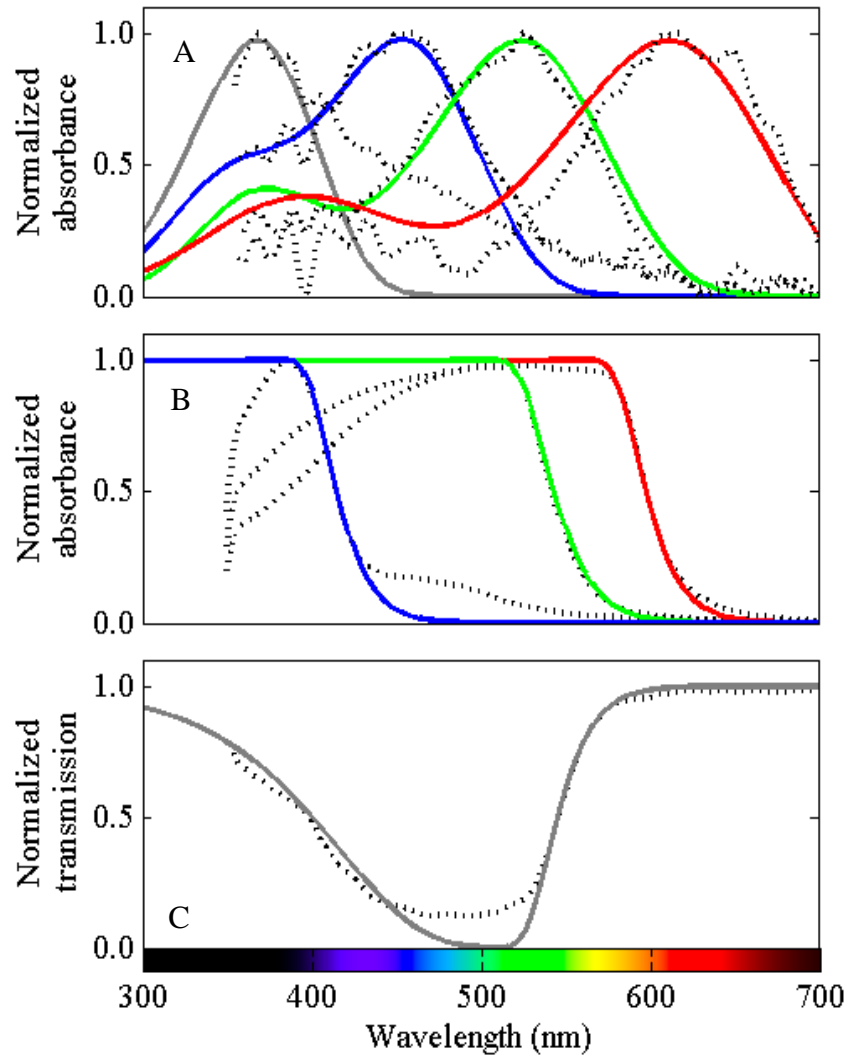 A
1.0
0.5
0.0
Normalized
absorbance
B
1.0
0.5
0.0
Normalized
absorbance
C
1.0
0.5
0.0
Normalized
transmission
300 400 500 600 700
Wavelength (nm)